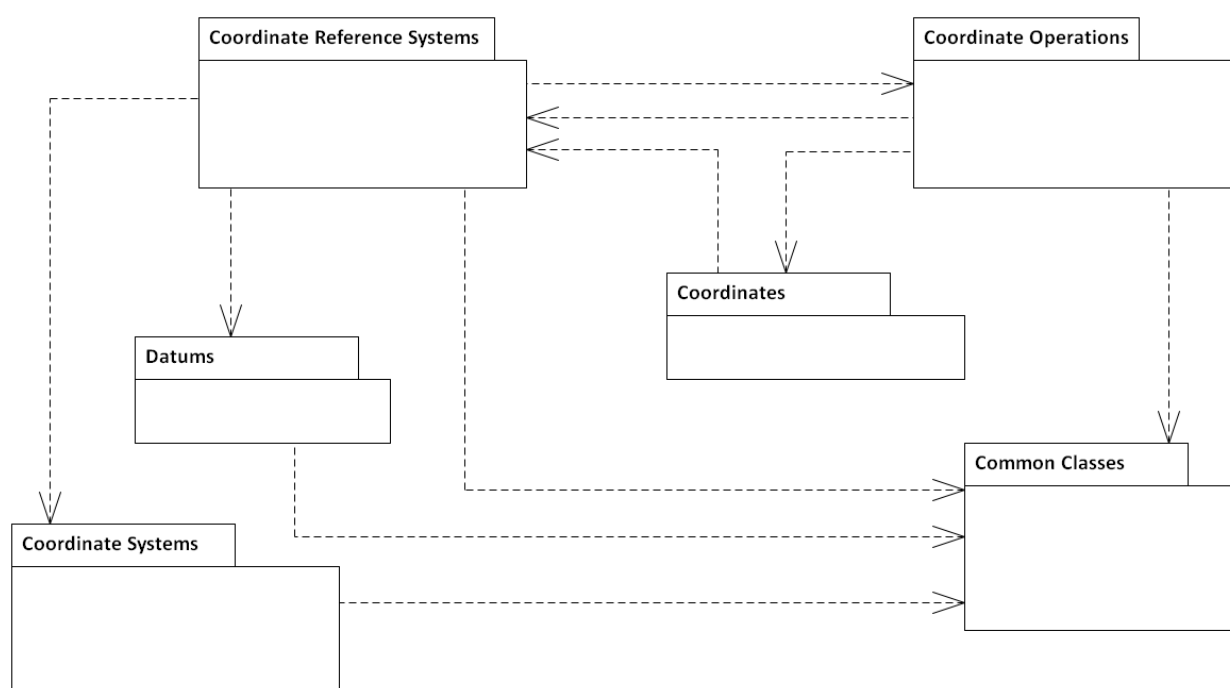 Coordinate Reference Systems
Coordinate Operations
Coordinates
Datums
Common Classes
Coordinate Systems